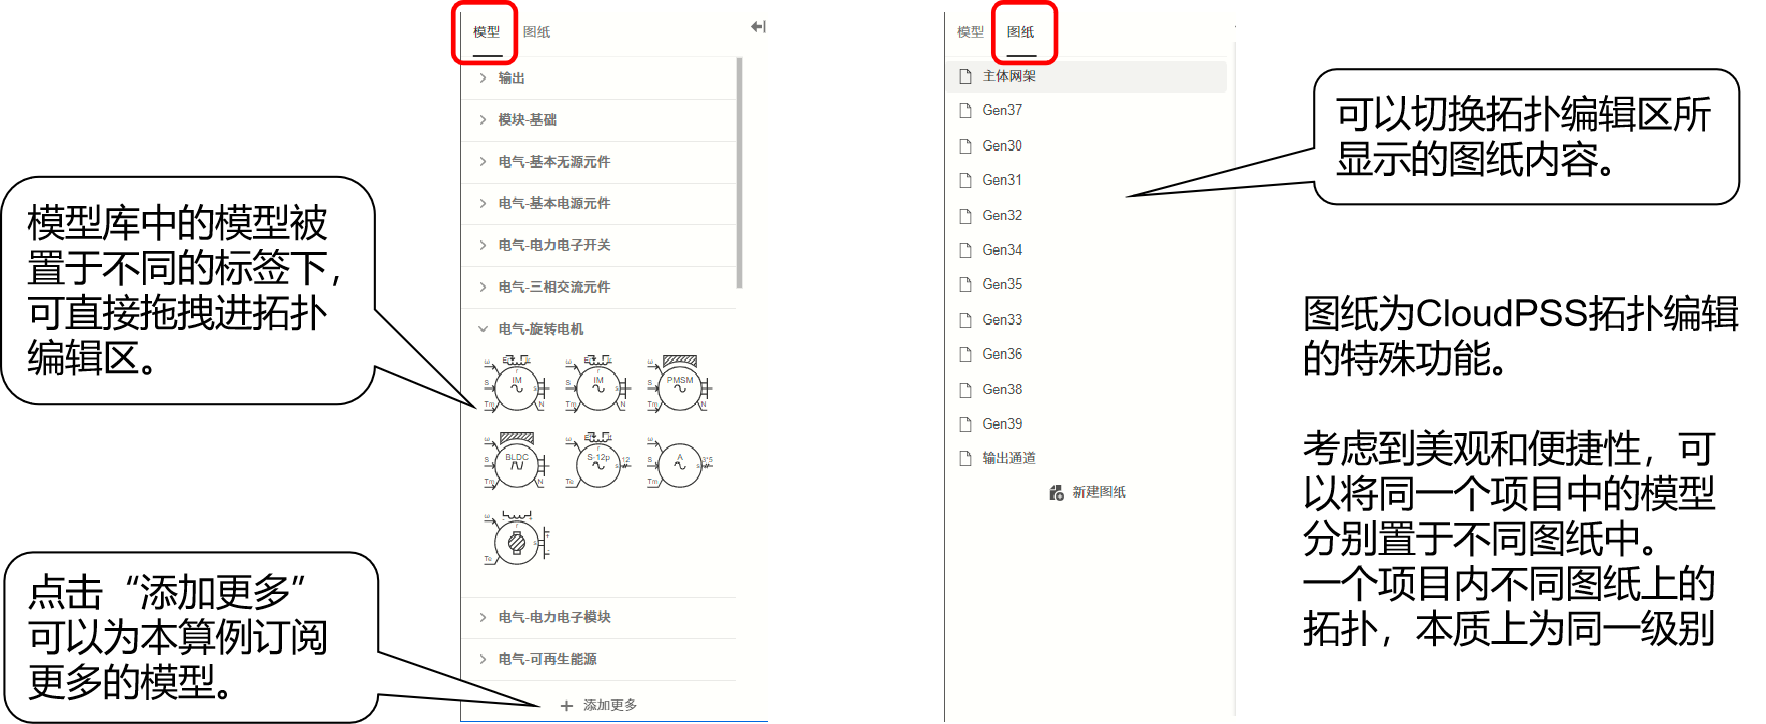 模型 图纸
输出
模块-基础
电气-基本无源元件
电气-基本电源元件
电气-电力电子开关
电气-三相交流元件
电气-旋转电机
IM
IM
PMSIM
BLDC
S-12p
A
电气-电力电子模块
电气-可再生能源
添加更多
模型库中的模型被
置于不同的标签下，
可直接拖拽进拓扑
编辑区。
点击“添加更多”
可以为本算例订阅
更多的模型。
模型 图纸
主体网架
Gen37
Gen30
Gen31
Gen32
Gen34
Gen35
Gen33
Gen36
Gen38
Gen39
输出通道
新建图纸
可以切换拓扑编辑区所
显示的图纸内容。
图纸为CloudPSS拓扑编辑
的特殊功能。
考虑到美观和便捷性，可
以将同一个项目中的模型
分别置于不同图纸中。
一个项目内不同图纸上的
拓扑，本质上为同一级别